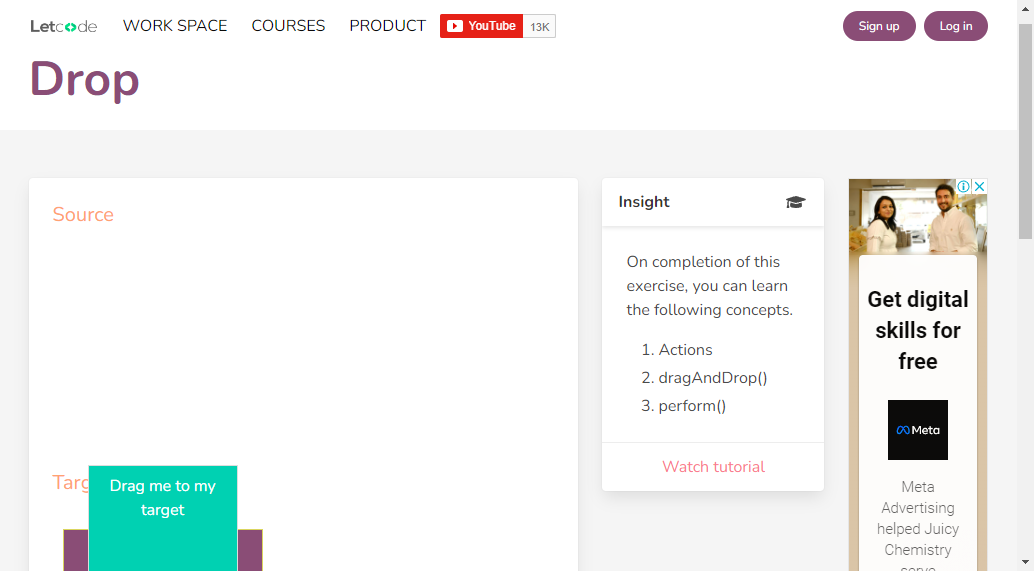 Letcode WORK SPACE COURSES PRODUCT YouTube 13K Sign up Log in
Drop
Source
Insight
On completion of this
exercise, you can learn
the following concepts.
1. Actions
2. dragAndDrop()
3. perform()
Watch tutorial
Get digital
skills for
free
Meta
Meta
Advertising
helped Juicy
Chemistry
Targ
Drag me to my
target